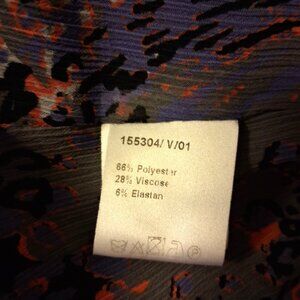 155304/ V/01
66% Polyester
28% Viscose
6% Elastan